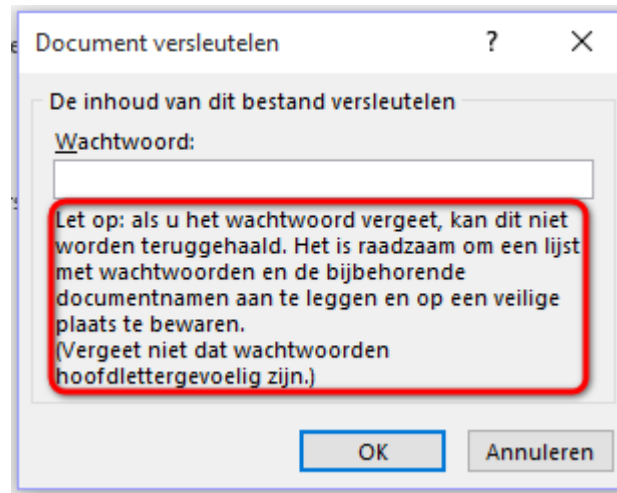 Document versleutelen ?
De inhoud van dit bestand versleutelen
Wachtwoord:
Let op: als u het wachtwoord vergeet, kan dit niet
worden teruggehaald. Het is raadzaam om een lijst
met wachtwoorden en de bijbehorende
documentnamen aan te leggen en op een veilige
plaats te bewaren.
(Vergeet niet dat wachtwoorden
hoofdlettergevoelig zijn.)
OK Annuleren